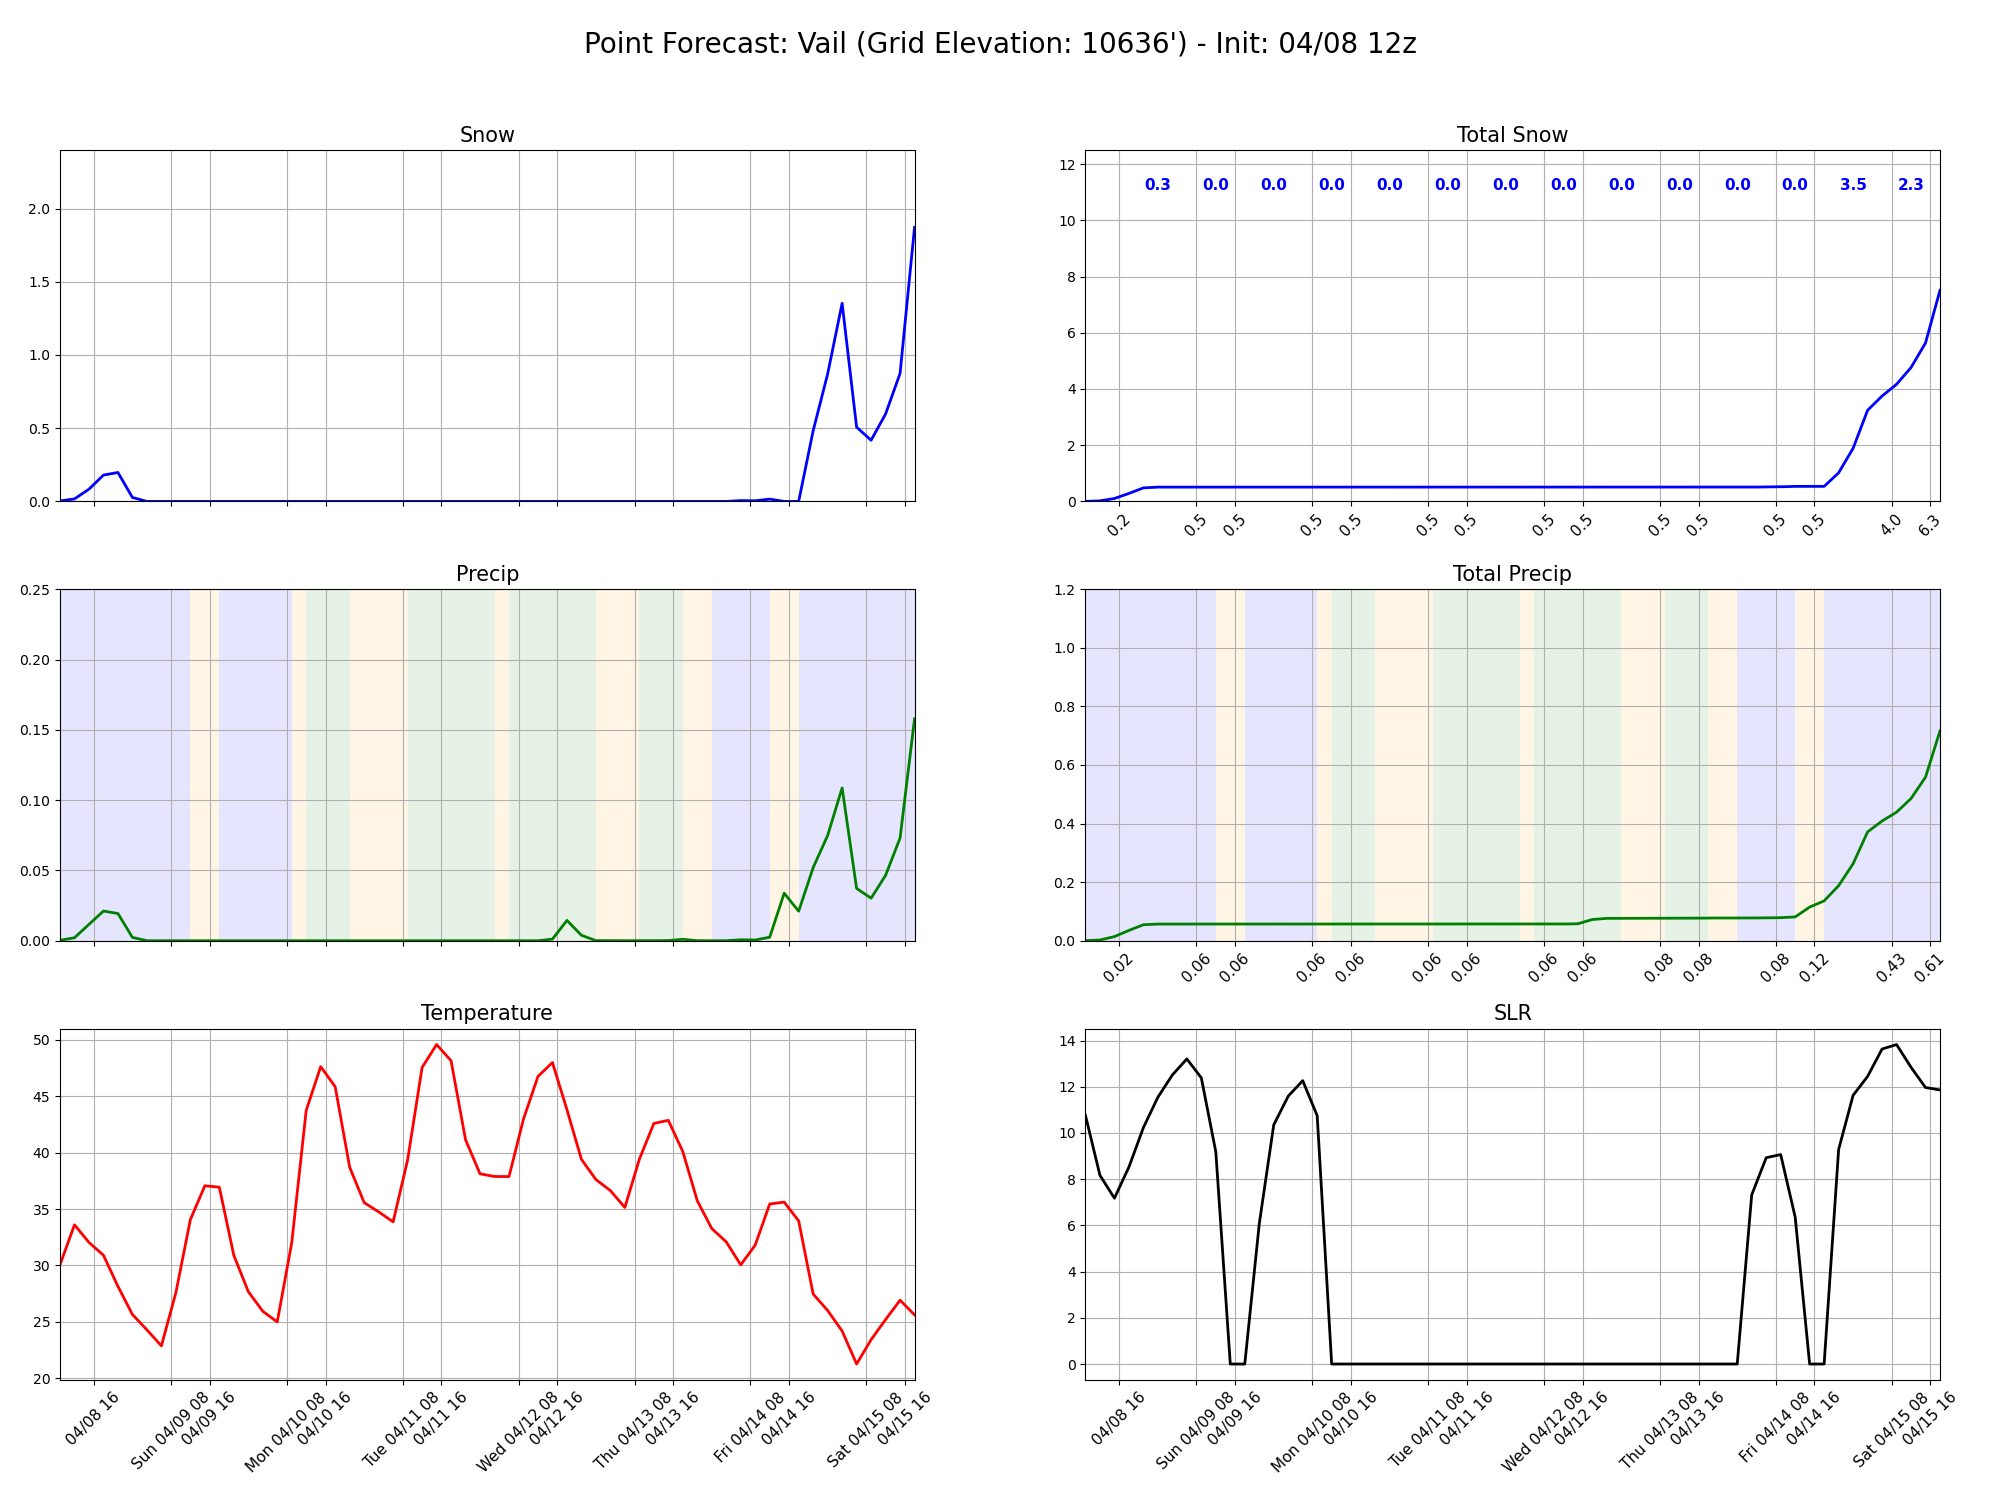 Point Forecast: Vail (Grid Elevation: 10636') - Init: 04/08 12z
Snow
2.0
1.5
1.0
0.5
0.0
Total Snow
12
10
8
6
4
2
0
0.3 0.0 0.0 0.0 0.0 0.0 0.0 0.0 0.0 0.0 0.0 0.0 3.5 2.3
0.2 0.5 0.5 0.5 0.5 0.5 0.5 0.5 0.5 0.5 0.5 0.5 0.5 4.0 6.3
Precip
0.25
0.20
0.15
0.10
0.05
0.00
Total Precip
1.2
1.0
0.8
0.6
0.4
0.2
0.0
0.02 0.06 0.06 0.06 0.06 0.06 0.06 0.06 0.06 0.08 0.08 0.08 0.12 0.43 0.61
Temperature
50
45
40
35
30
25
20
04/08 16
Sun 04/09 08
04/09 16
Mon 04/10 08
04/10 16
Tue 04/11 08
04/11 16
Wed 04/12 08
04/12 16
Thu 04/13 08
04/13 16
Fri 04/14 08
04/14 16
Sat 04/15 08
04/15 16
SLR
14
12
10
8
6
4
2
0
04/08 16
Sun 04/09 08
04/09 16
Mon 04/10 08
04/10 16
Tue 04/11 08
04/11 16
Wed 04/12 08
04/12 16
Thu 04/13 08
04/13 16
Fri 04/14 08
04/14 16
Sat 04/15 08
04/15 16